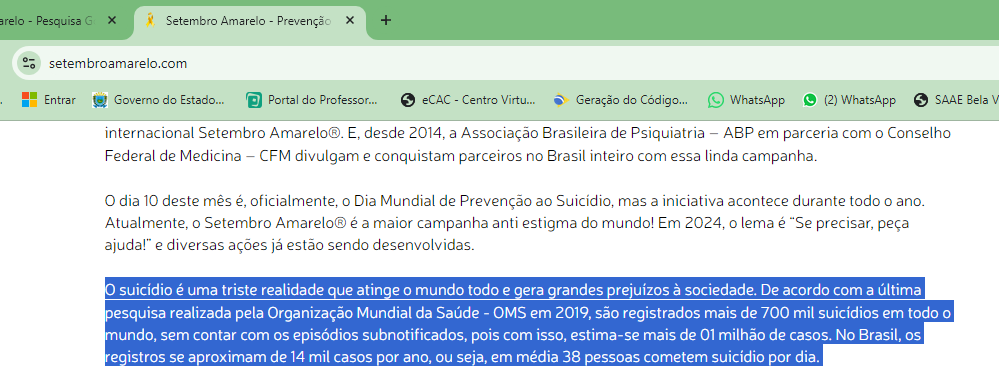 arelo - Pesquisa G
Setembro Amarelo - Prevenção
setembroamarelo.com
Entrar
Governo do Estado...
Portal do Professor...
eCAC - Centro Virtu...
Geração do Código...
WhatsApp
(2) WhatsApp
SAAE Bela V
internacional Setembro Amarelo®. E, desde 2014, a Associação Brasileira de Psiquiatria – ABP em parceria com o Conselho
Federal de Medicina – CFM divulgam e conquistam parceiros no Brasil inteiro com essa linda campanha.
O dia 10 deste mês é, oficialmente, o Dia Mundial de Prevenção ao Suicídio, mas a iniciativa acontece durante todo o ano.
Atualmente, o Setembro Amarelo® é a maior campanha anti estigma do mundo! Em 2024, o lema é “Se precisar, peça
ajuda!” e diversas ações já estão sendo desenvolvidas.
O suicídio é uma triste realidade que atinge o mundo todo e gera grandes prejuízos à sociedade. De acordo com a última
pesquisa realizada pela Organização Mundial da Saúde - OMS em 2019, são registrados mais de 700 mil suicídios em todo o
mundo, sem contar com os episódios subnotificados, pois com isso, estima-se mais de 01 milhão de casos. No Brasil, os
registros se aproximam de 14 mil casos por ano, ou seja, em média 38 pessoas cometem suicídio por dia.